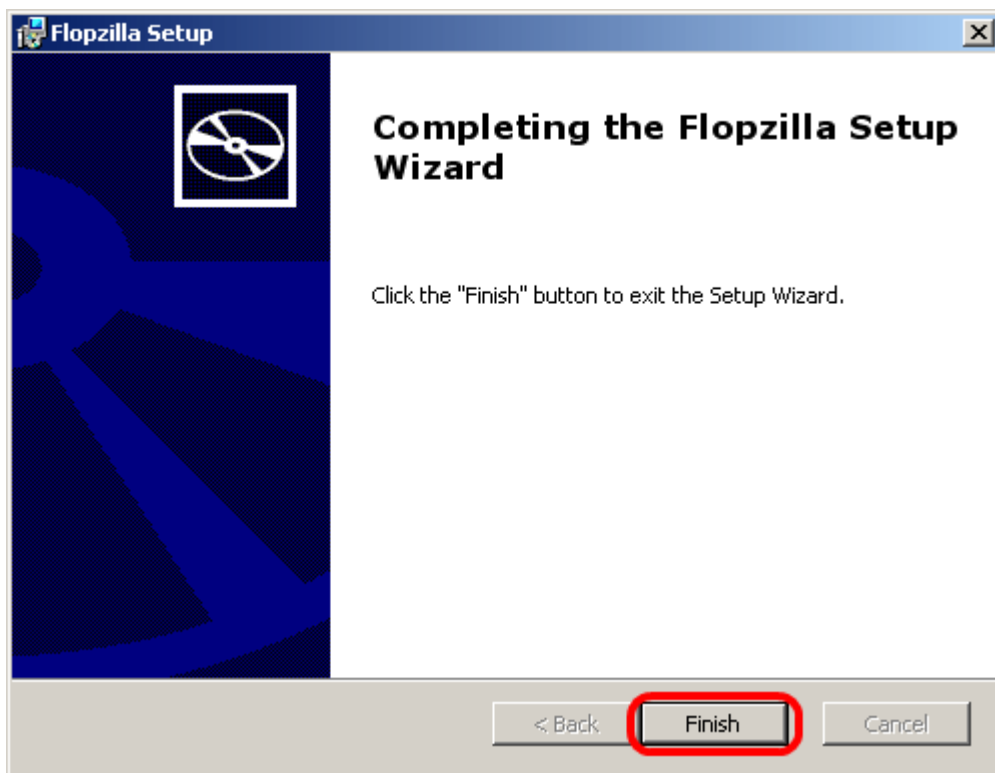 Flopzilla Setup
Completing the Flopzilla Setup
Wizard
Click the "Finish" button to exit the Setup Wizard.
< Back
Finish
Cancel